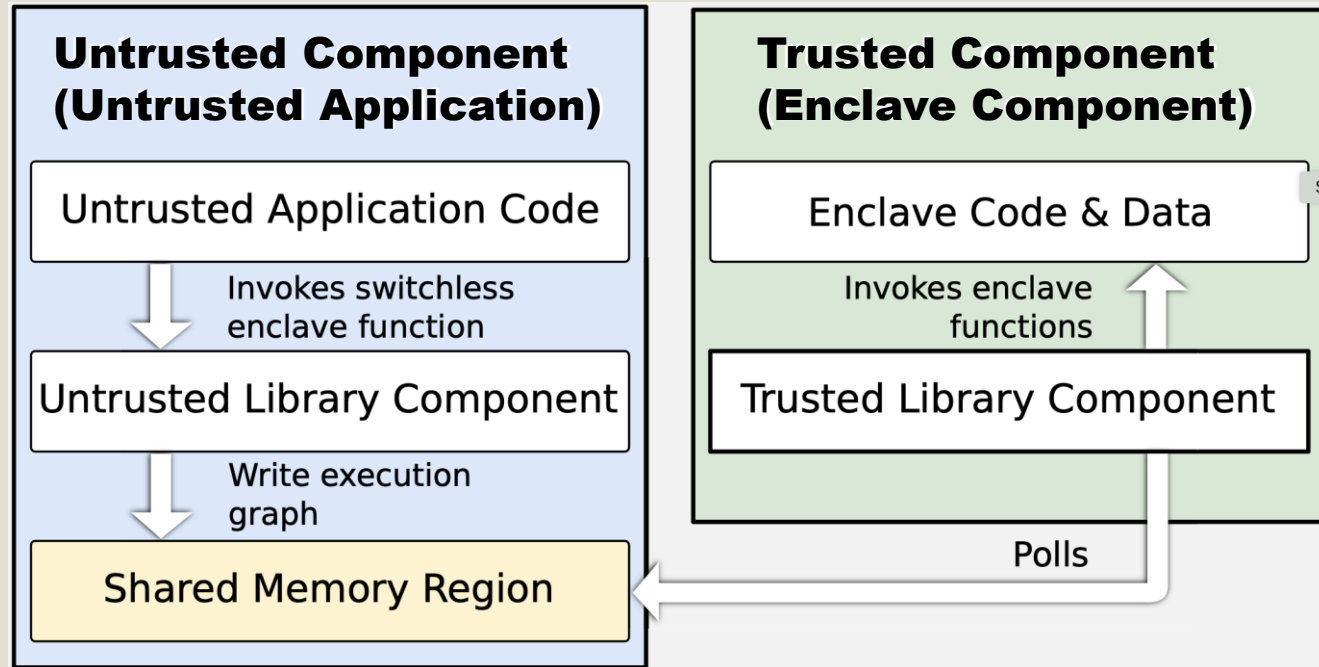 Untrusted Component
(Untrusted Application)
Untrusted Application Code
Invokes switchless
enclave function
Untrusted Library Component
Write execution
graph
Shared Memory Region
Trusted Component
(Enclave Component)
Enclave Code & Data
Invokes enclave
functions
Trusted Library Component
Polls